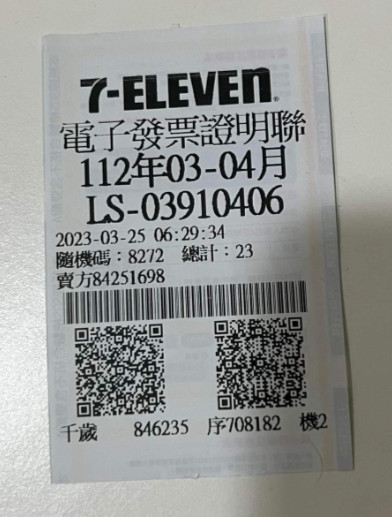 7-ELEVEN
電子發票證明聯
112年03-04月
LS-03910406
2023-03-25 06:29:34
隨機碼：8272 總計：23
賣方84251698
千歲 846235 序708182 機2